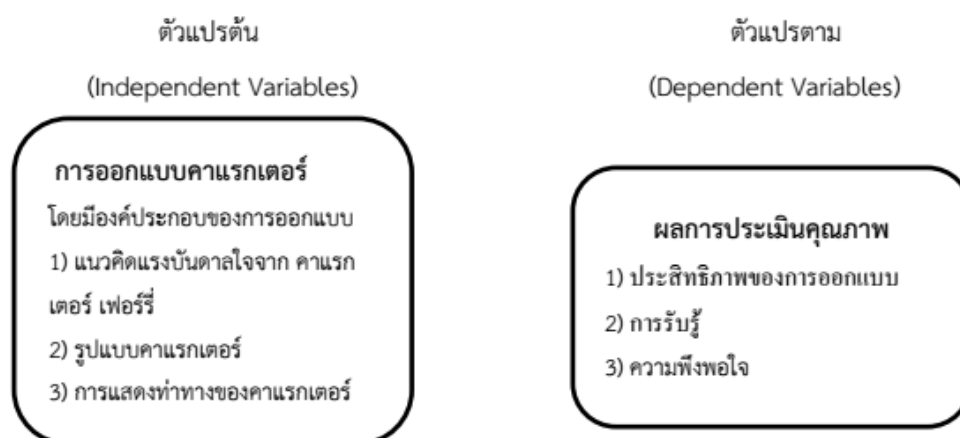 ตัวแปรต้น
(Independent Variables)
การออกแบบคาแรกเตอร์
โดยมีองค์ประกอบของการออกแบบ
1) แนวคิดแรงบันดาลใจจาก คาแรก
เตอร์ เฟอร์รี่
2) รูปแบบคาแรกเตอร์
3) การแสดงท่าทางของคาแรกเตอร์
ตัวแปรตาม
(Dependent Variables)
ผลการประเมินคุณภาพ
1) ประสิทธิภาพของการออกแบบ
2) การรับรู้
3) ความพึงพอใจ